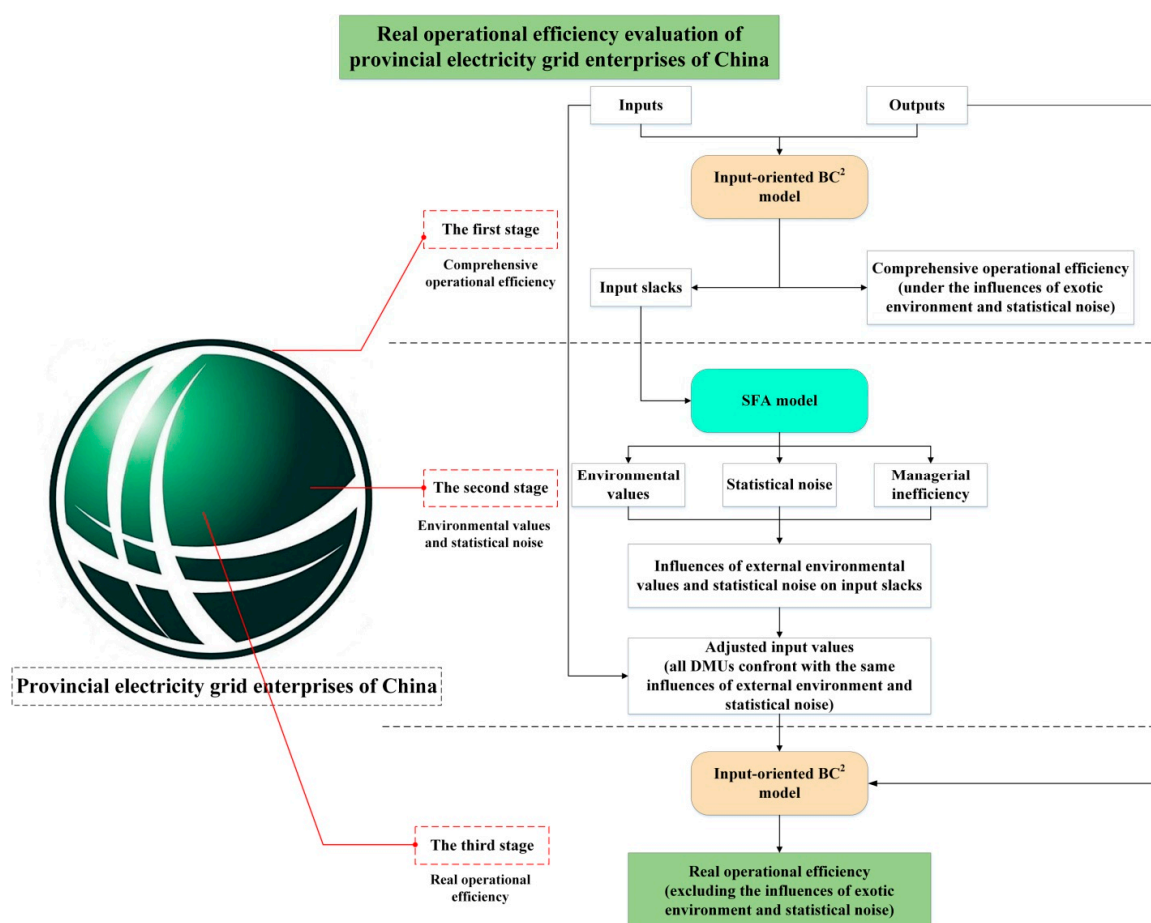 Real operational efficiency evaluation of
provincial electricity grid enterprises of China
Inputs
Outputs
Input-oriented BC²
model
The first stage
Comprehensive
operational efficiency
Input slacks
Comprehensive operational efficiency
(under the influences of exotic
environment and statistical noise)
SFA model
Environmental
values
Statistical noise
Managerial
inefficiency
The second stage
Environmental values
and statistical noise
Influences of external environmental
values and statistical noise on input slacks
Adjusted input values
(all DMUs confront with the same
influences of external environment and
statistical noise)
Provincial electricity grid enterprises of China
Input-oriented BC²
model
The third stage
Real operational
efficiency
Real operational efficiency
(excluding the influences of exotic
environment and statistical noise)